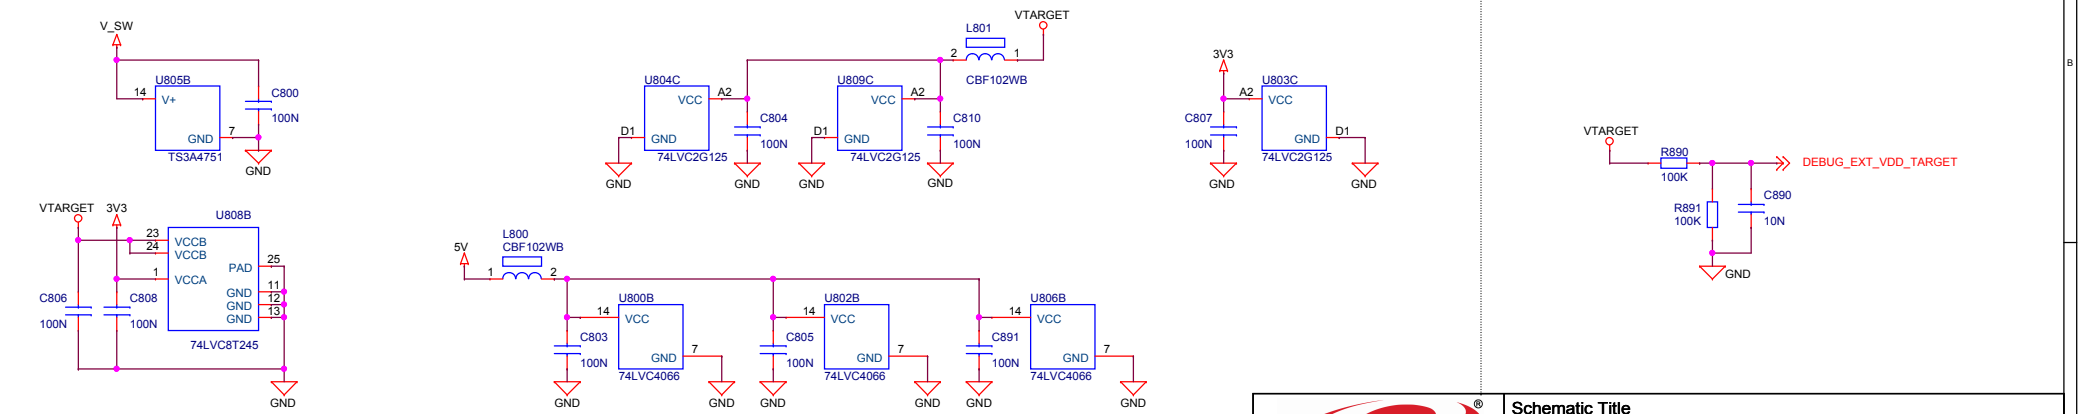 V_SW
U805B
14
V+
GND
7
TS3A4751
C800
100N
GND
VTARGET
L801
2
1
CBF102WB
U804C
VCC
A2
D1
GND
74LVC2G125
C804
100N
GND
GND
U809C
VCC
A2
D1
GND
74LVC2G125
C810
100N
GND
GND
3V3
U803C
A2
VCC
C807
100N
GND
D1
74LVC2G125
GND
GND
B
VTARGET
R890
100K
DEBUG_EXT_VDD_TARGET
R891
100K
C890
10N
GND
VTARGET
3V3
U808B
23
VCCB
24
VCCB
PAD
25
1
VCCA
GND
11
GND
12
GND
13
C806
100N
C808
100N
74LVC8T245
GND
5V
L800
CBF102WB
1
2
U800B
14
VCC
C803
100N
GND
7
74LVC4066
GND
GND
U802B
14
VCC
C805
100N
GND
7
74LVC4066
GND
GND
U806B
14
VCC
C891
100N
GND
7
74LVC4066
GND
GND
®
Schematic Title